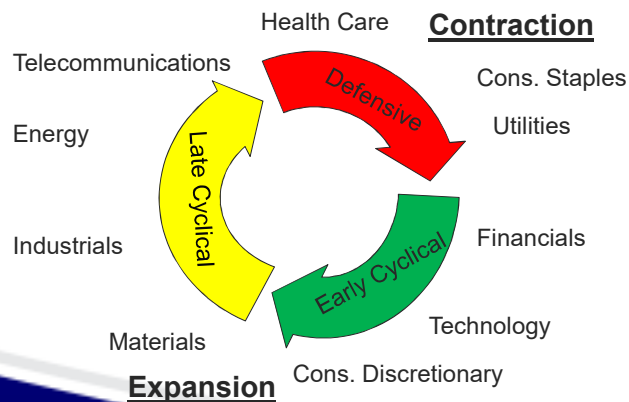 Health Care
Contraction
Telecommunications
Defensive
Cons. Staples
Energy
Utilities
Late Cyclical
Industrials
Financials
Early Cyclical
Technology
Materials
Cons. Discretionary
Expansion